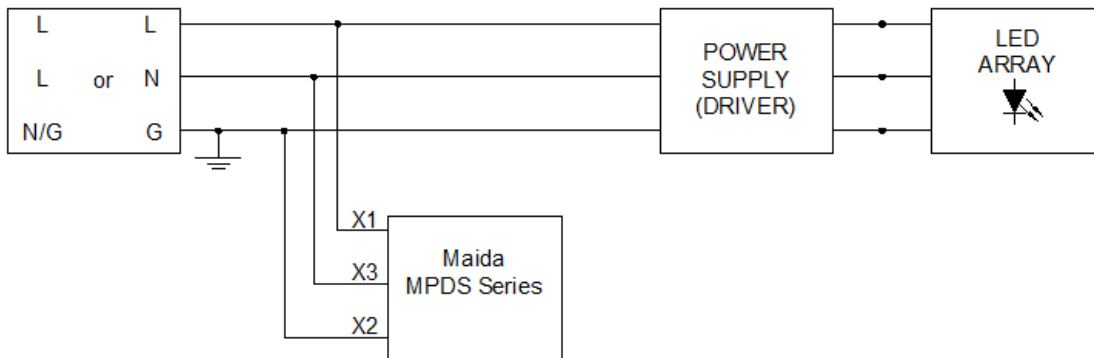 L L
L or N
N/G G
POWER
SUPPLY
(DRIVER)
LED
ARRAY
X1
X3
X2
Maida
MPDS Series